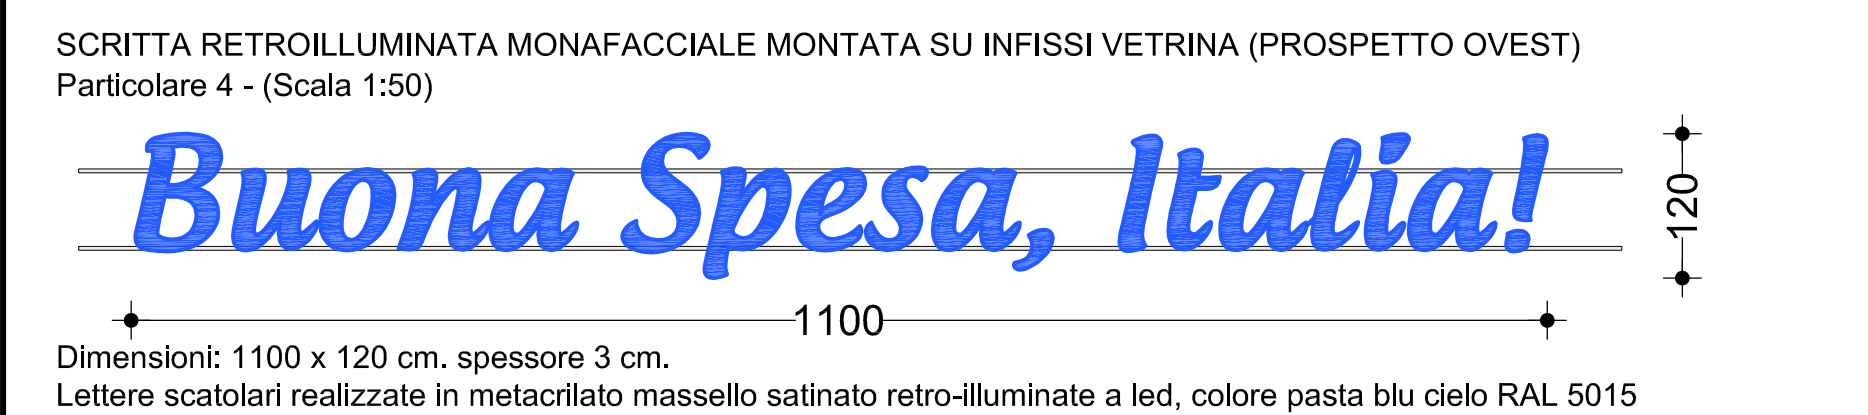 SCRITTA RETROILLUMINATA MONAFACCIALE MONTATA SU INFISSI VETRINA (PROSPETTO OVEST)
Particolare 4 - (Scala 1:50)
Buona Spesa, Italia!
120
1100
Dimensioni: 1100 x 120 cm. spessore 3 cm.
Lettere scatolari realizzate in metacrilato massello satinato retro-illuminate a led, colore pasta blu cielo RAL 5015